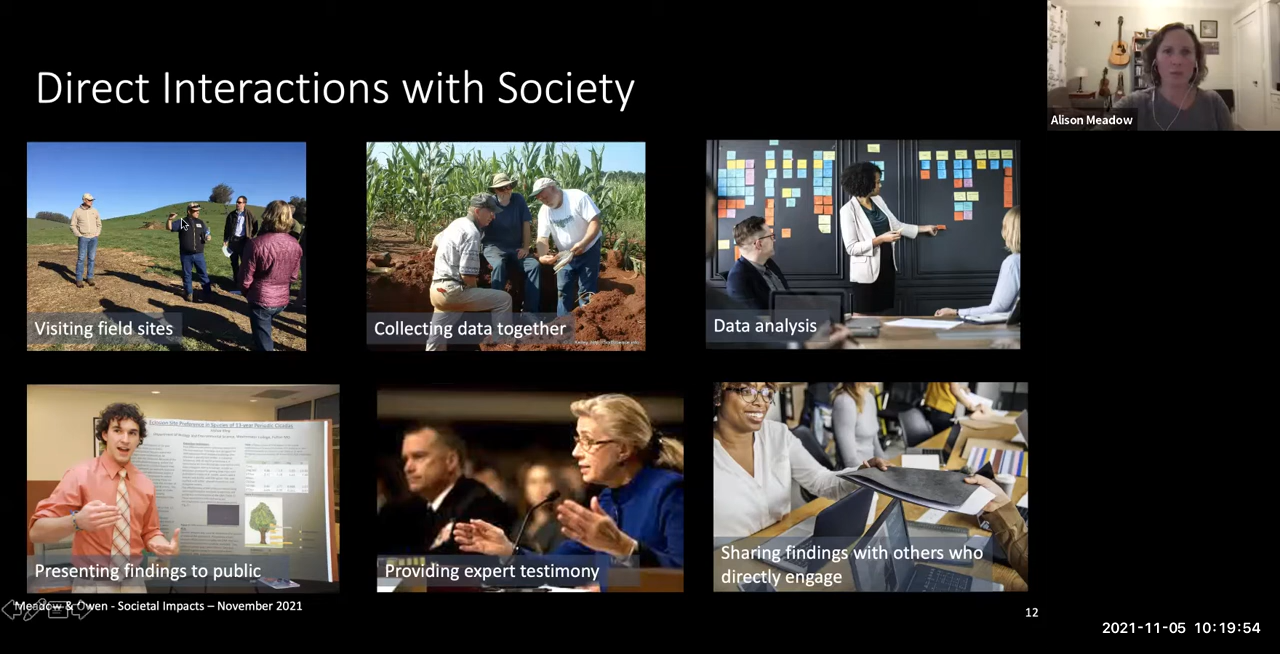 Direct Interactions with Society
Alison Meadow
Visiting field sites
Collecting data together
Data analysis
Presenting findings to public
Providing expert testimony
Sharing findings with others who
directly engage
Meadow & Owen - Societal Impacts – November 2021
12
2021-11-05 10:19:54